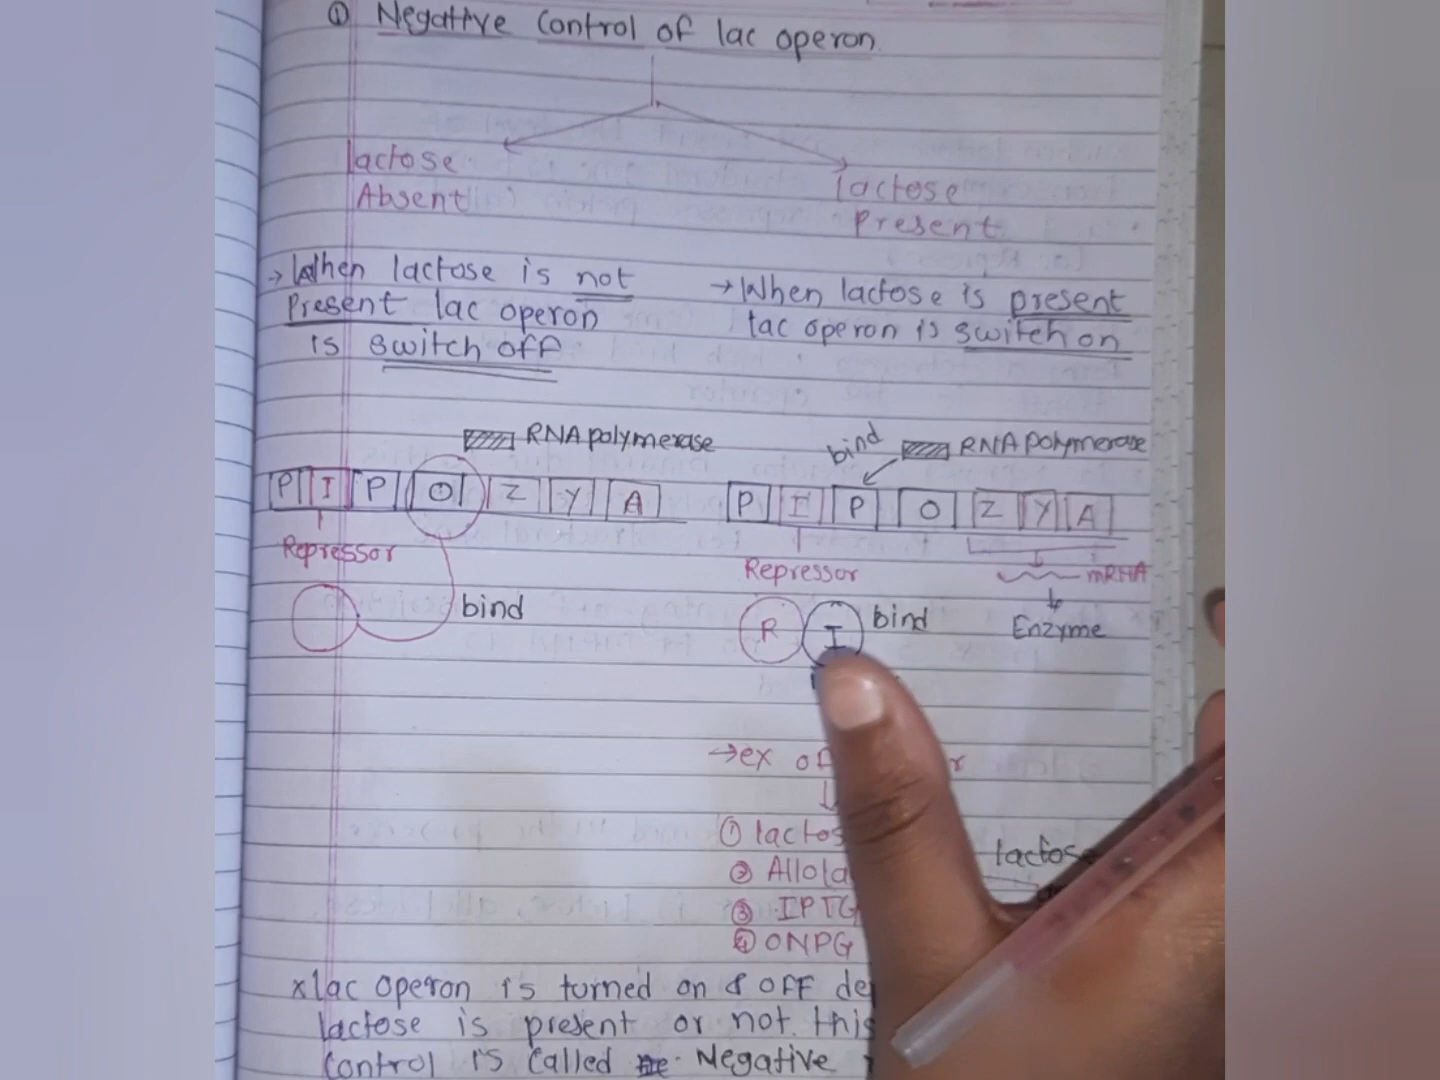 ① Negative control of lac operon.
lactose
Absent
lactose
Present
→ When lactose is not
Present lac operon
is switch off
→ When lactose is present
lac operon is switch on
RNA polymerase
P I P O Z Y A
Repressor
bind
bind
RNA polymerase
P I P O Z Y A
Repressor
mRNA
R I bind
Enzyme
→ ex of
① lactos
② Allola
③ IPTG
④ ONPG
lactose
x lac operon is turned on & OFF de
lactose is present or not. this
control is called Negative